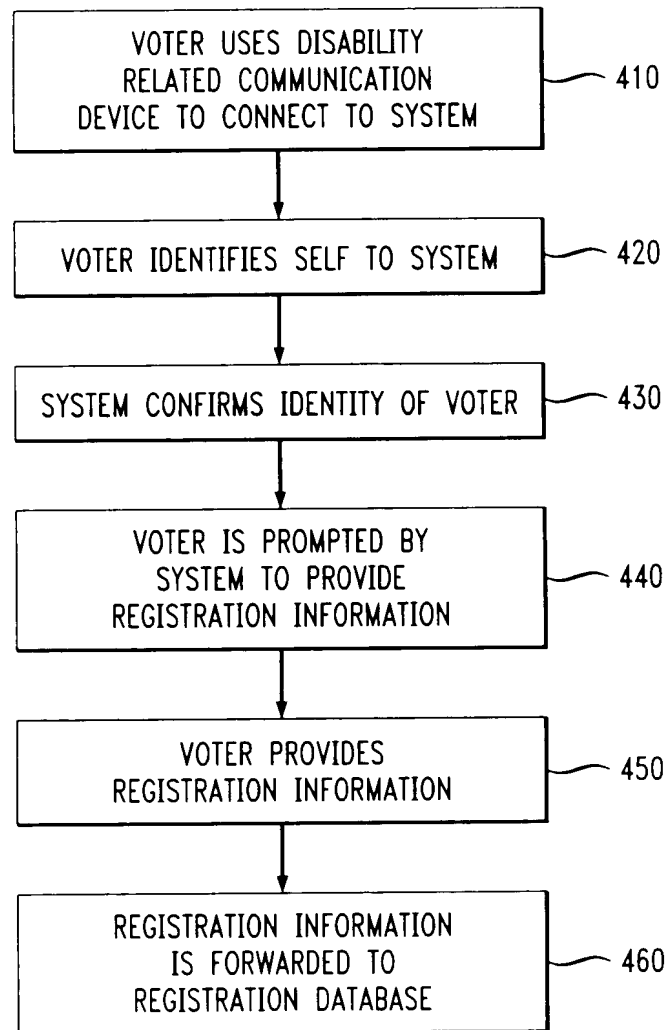 VOTER USES DISABILITY
RELATED COMMUNICATION
DEVICE TO CONNECT TO SYSTEM
410
VOTER IDENTIFIES SELF TO SYSTEM
420
SYSTEM CONFIRMS IDENTITY OF VOTER
430
VOTER IS PROMPTED BY
SYSTEM TO PROVIDE
REGISTRATION INFORMATION
440
VOTER PROVIDES
REGISTRATION INFORMATION
450
REGISTRATION INFORMATION
IS FORWARDED TO
REGISTRATION DATABASE
460